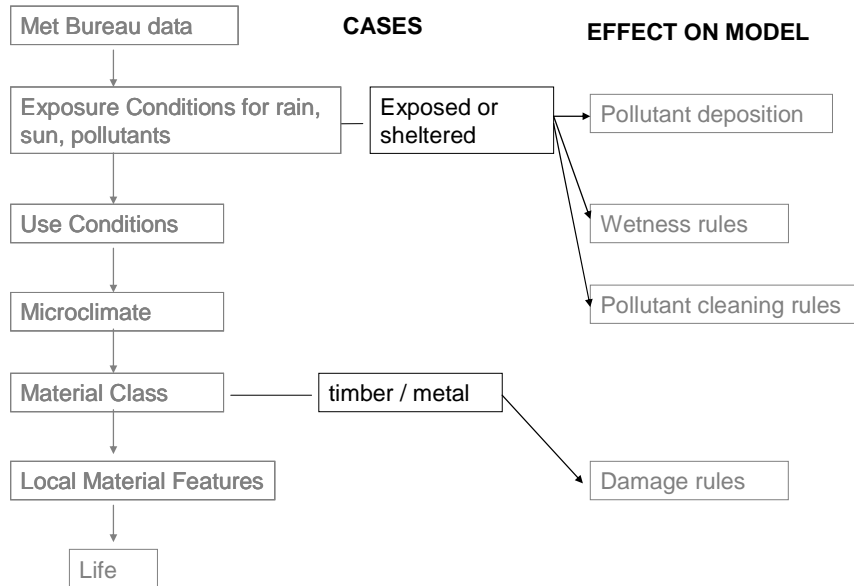 Met Bureau data
CASES
EFFECT ON MODEL
Exposure Conditions for rain,
sun, pollutants
Exposed or
sheltered
Pollutant deposition
Use Conditions
Wetness rules
Microclimate
Pollutant cleaning rules
Material Class
timber / metal
Local Material Features
Damage rules
Life